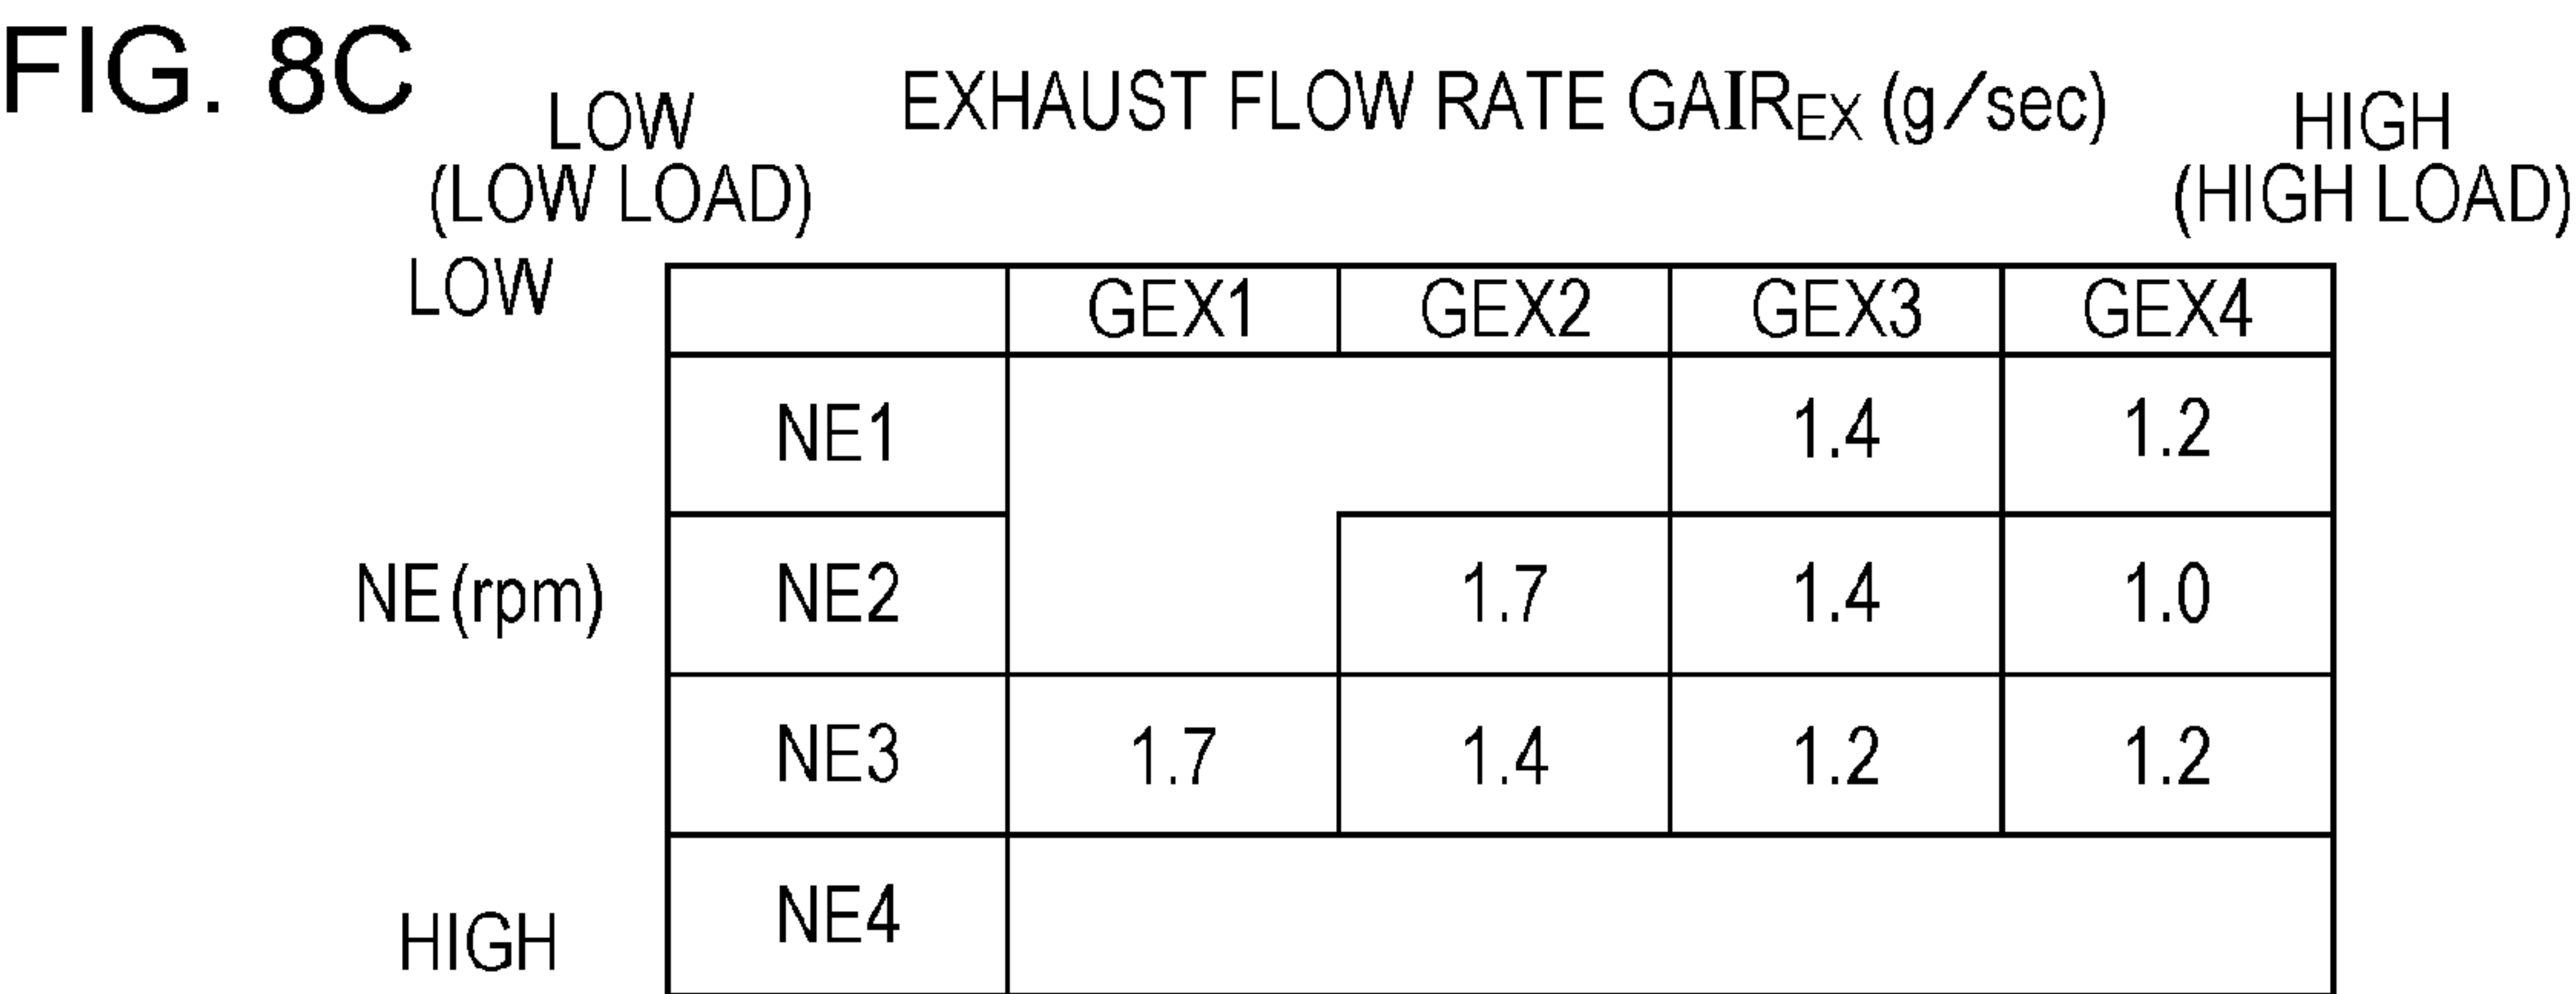 FIG. 8C
LOW EXHAUST FLOW RATE GAIR_EX (g/sec) HIGH
(LOW LOAD) (HIGH LOAD)
LOW
GEX1 GEX2 GEX3 GEX4
NE1 1.4 1.2
NE(rpm) NE2 1.7 1.4 1.0
NE3 1.7 1.4 1.2 1.2
NE4
HIGH